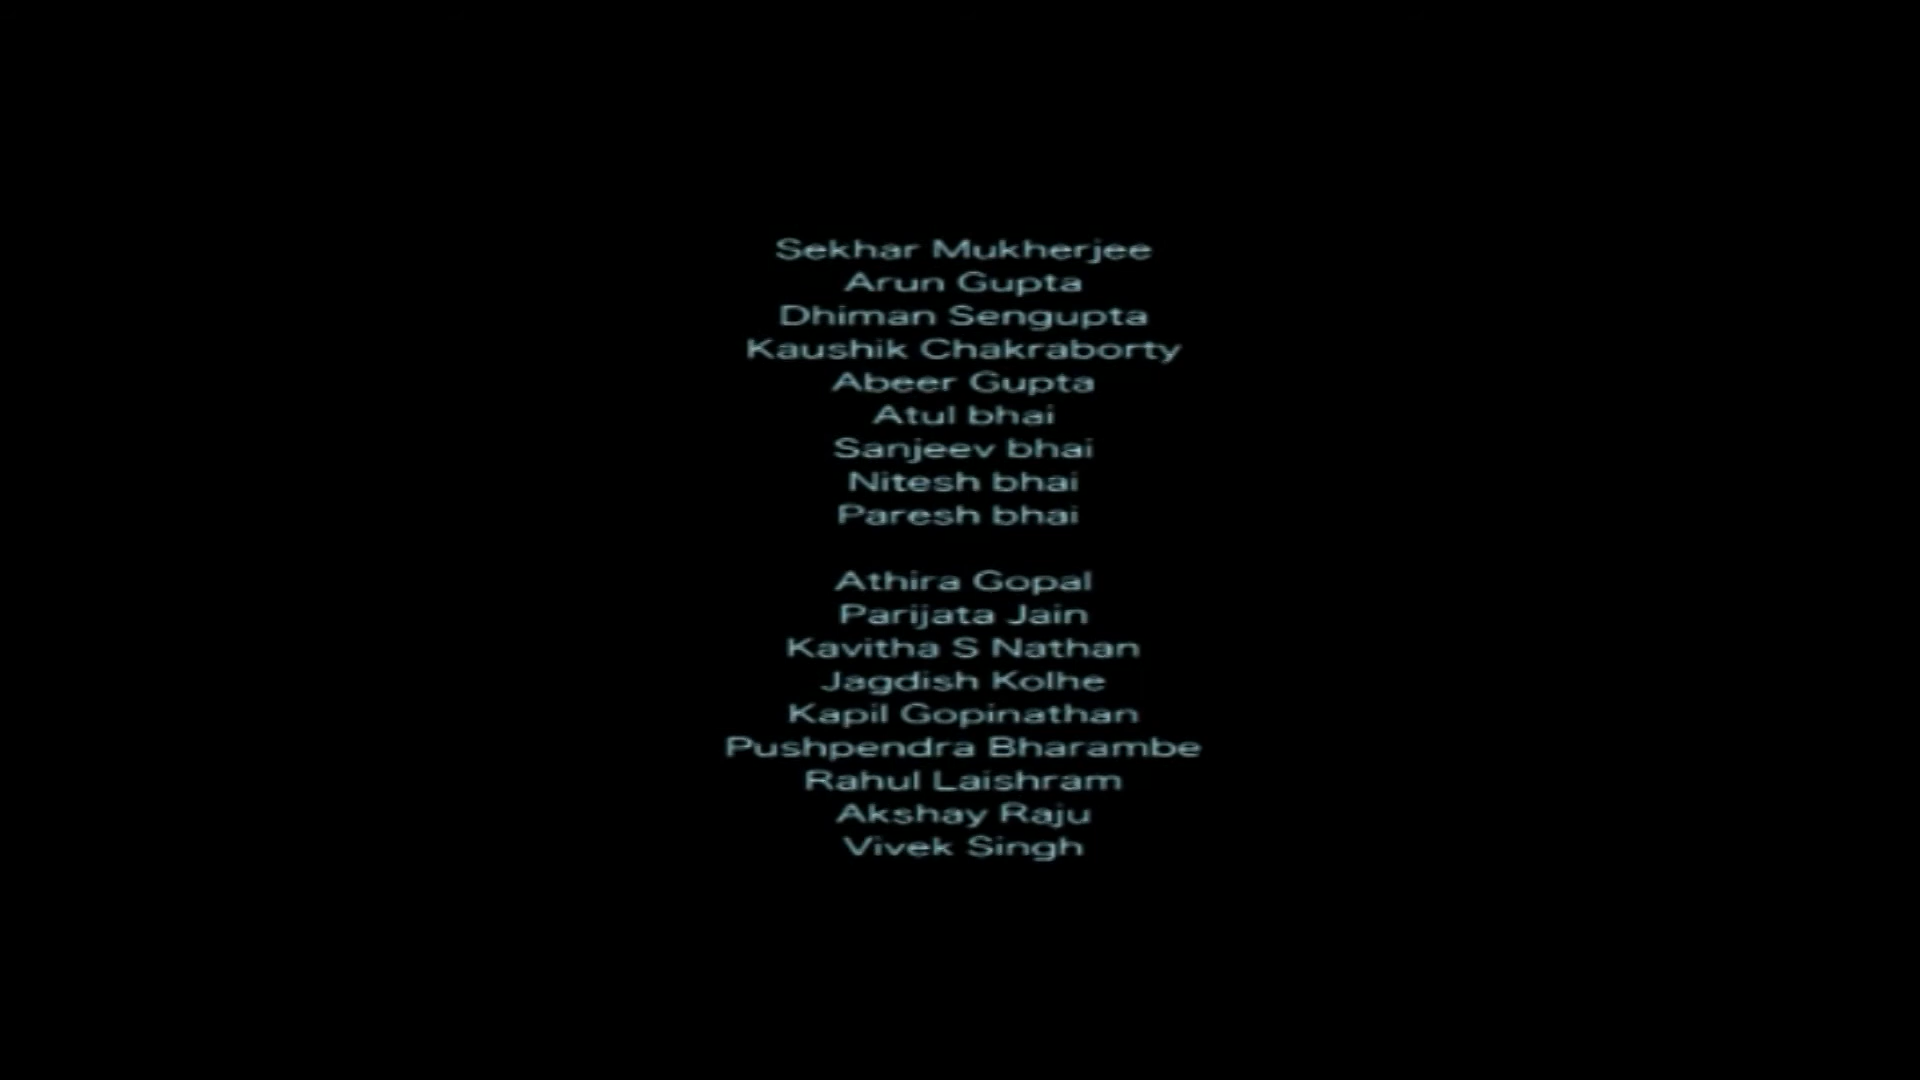 Sekhar Mukherjee
Arun Gupta
Dhiman Sengupta
Kaushik Chakraborty
Abeer Gupta
Atul bhai
Sanjeev bhai
Nitesh bhai
Paresh bhai
Athira Gopal
Parijata Jain
Kavitha S Nathan
Jagdish Kolhe
Kapil Gopinathan
Pushpendra Bharambe
Rahul Laishram
Akshay Raju
Vivek Singh